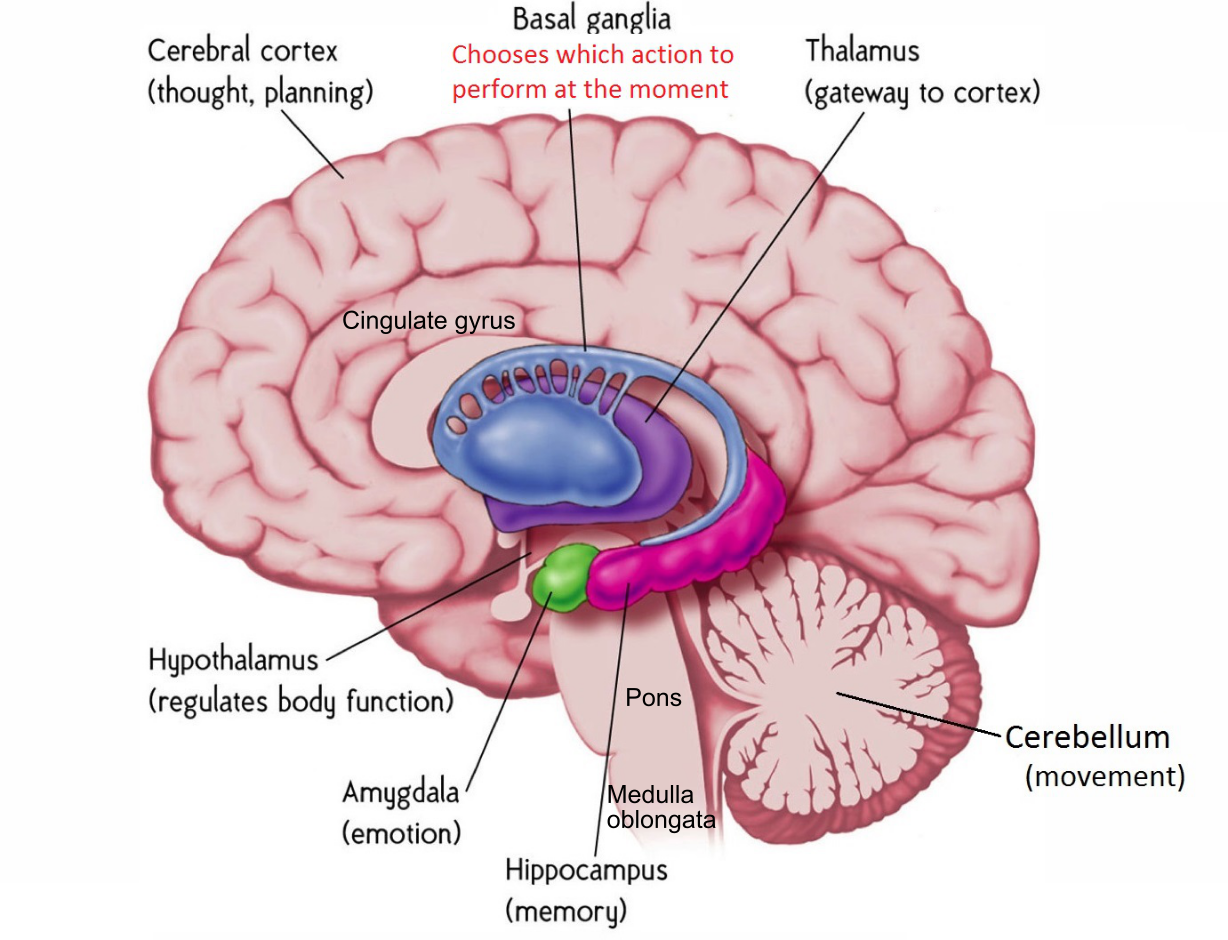 Basal ganglia
Chooses which action to
perform at the moment
Cerebral cortex
(thought, planning)
Thalamus
(gateway to cortex)
Cingulate gyrus
Hypothalamus
(regulates body function)
Pons
Cerebellum
(movement)
Amygdala
(emotion)
Medulla
oblongata
Hippocampus
(memory)